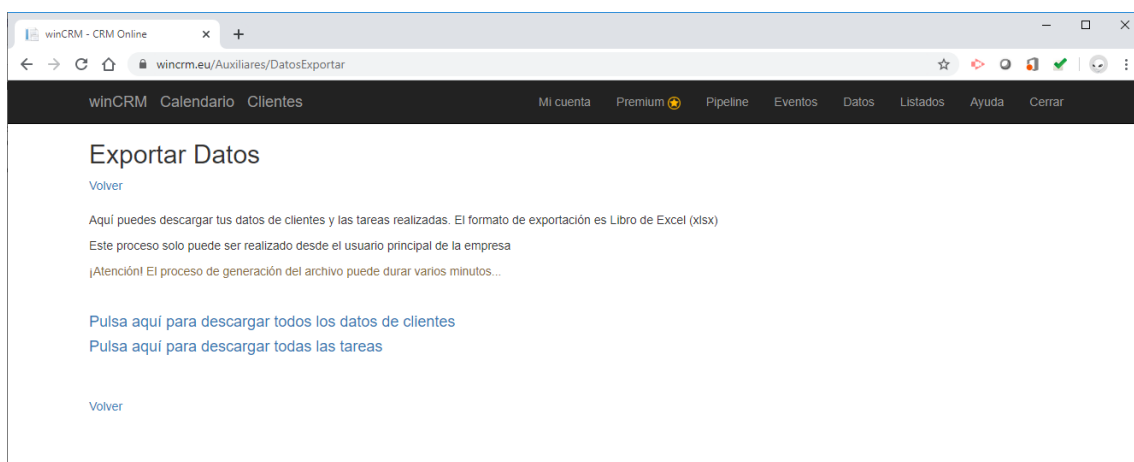 winCRM - CRM Online
wincrm.eu/Auxiliares/DatosExportar
winCRM Calendario Clientes Mi cuenta Premium Pipeline Eventos Datos Listados Ayuda Cerrar
Exportar Datos
Volver
Aquí puedes descargar tus datos de clientes y las tareas realizadas. El formato de exportación es Libro de Excel (xlsx)
Este proceso solo puede ser realizado desde el usuario principal de la empresa
¡Atención! El proceso de generación del archivo puede durar varios minutos...
Pulsa aquí para descargar todos los datos de clientes
Pulsa aquí para descargar todas las tareas
Volver